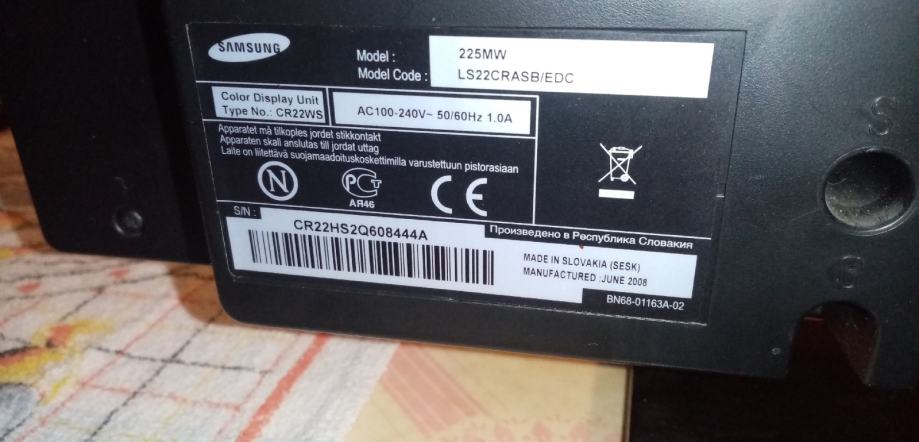 SAMSUNG
Model : 225MW
Model Code : LS22CRASB/EDC
Color Display Unit
Type No.: CR22WS
AC100-240V~ 50/60Hz 1.0A
Apparatet må tilkoples jordet stikkontakt
Apparaten skall anslutas till jordat uttag
Laite on liitettävä suojamaadoituskoskettimilla varustettuun pistorasiaan
N
РСТ
АЯ46
CE
S/N :
CR22HS2Q608444A
Произведено в Республика Словакия
MADE IN SLOVAKIA (SESK)
MANUFACTURED :JUNE 2008
BN68-01163A-02
S